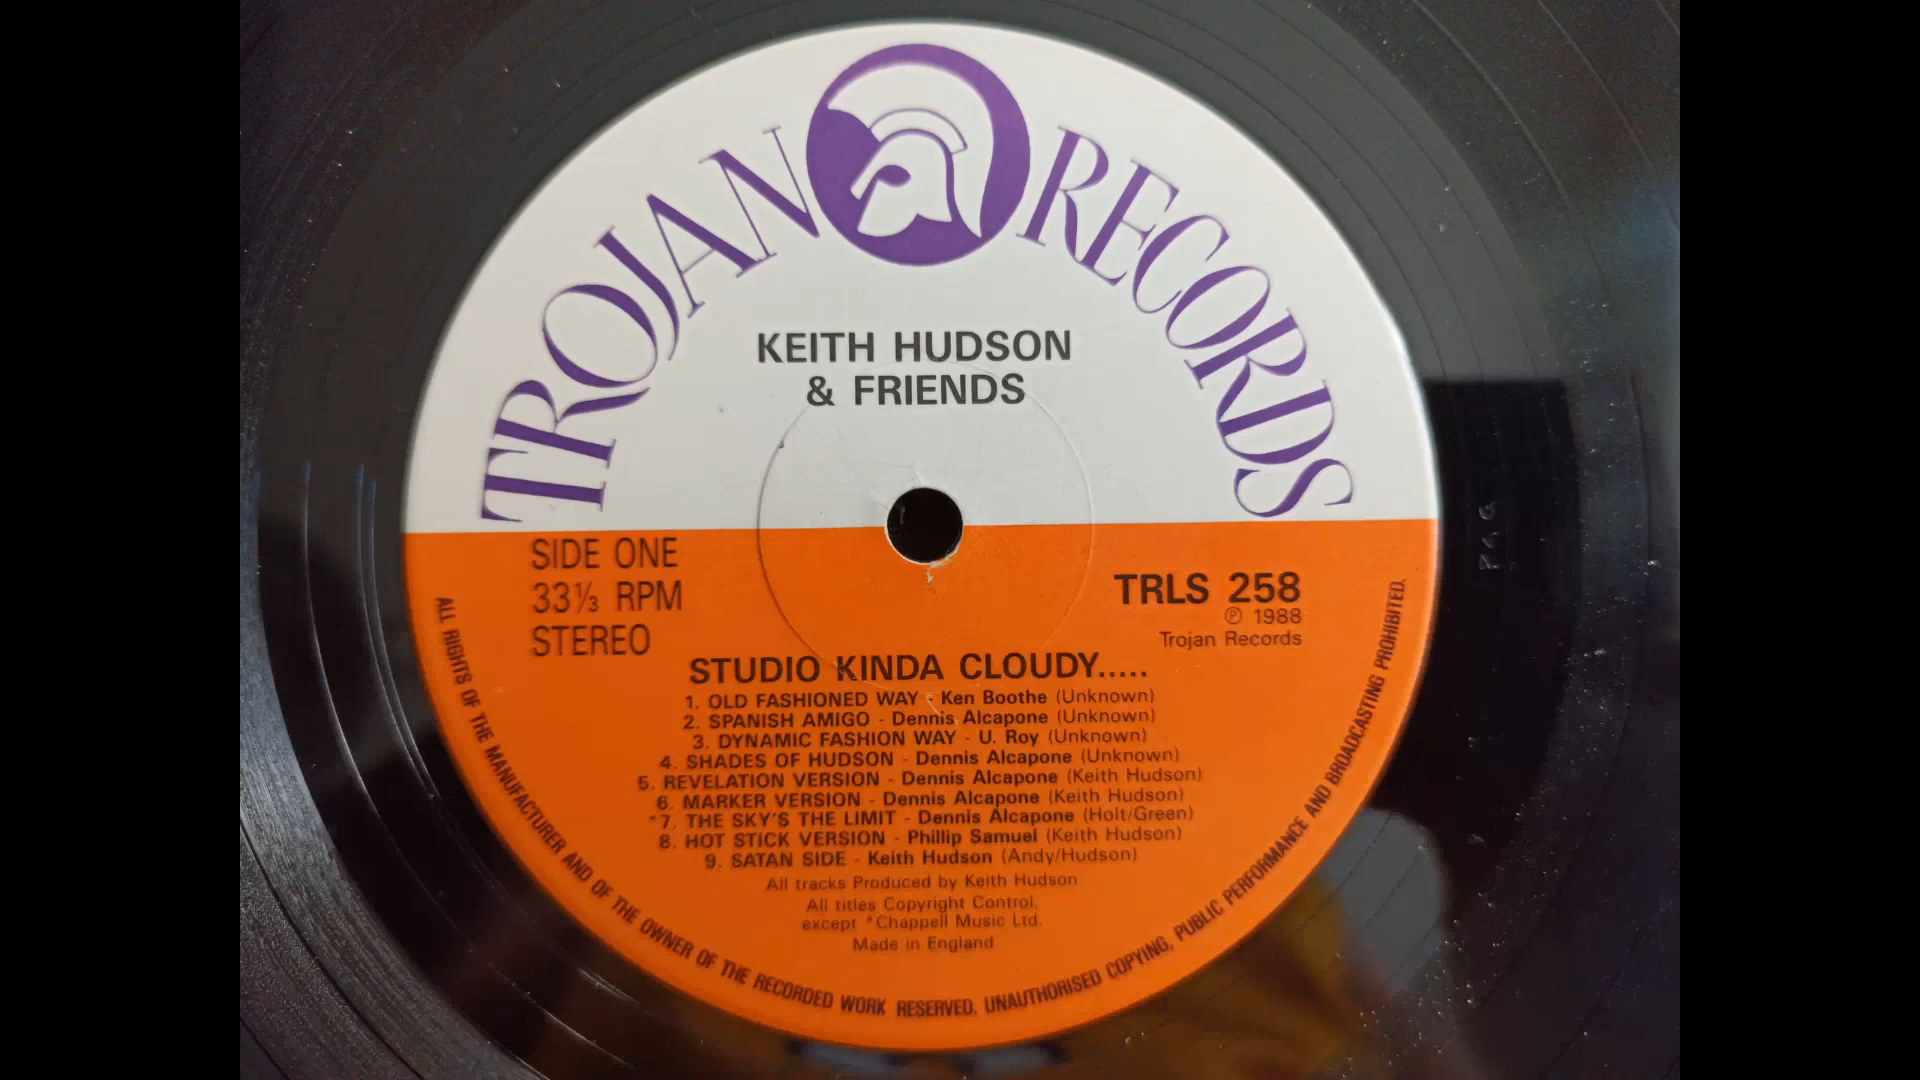 TROJAN RECORDS
KEITH HUDSON
& FRIENDS
SIDE ONE
33⅓ RPM
STEREO
TRLS 258
℗ 1988
Trojan Records
STUDIO KINDA CLOUDY.....
1. OLD FASHIONED WAY - Ken Boothe (Unknown)
2. SPANISH AMIGO - Dennis Alcapone (Unknown)
3. DYNAMIC FASHION WAY - U. Roy (Unknown)
4. SHADES OF HUDSON - Dennis Alcapone (Unknown)
5. REVELATION VERSION - Dennis Alcapone (Keith Hudson)
6. MARKER VERSION - Dennis Alcapone (Keith Hudson)
*7. THE SKY'S THE LIMIT - Dennis Alcapone (Holt/Green)
8. HOT STICK VERSION - Phillip Samuel (Keith Hudson)
9. SATAN SIDE - Keith Hudson (Andy/Hudson)
All tracks Produced by Keith Hudson
All titles Copyright Control,
except *Chappell Music Ltd.
Made in England
ALL RIGHTS OF THE MANUFACTURER AND OF THE OWNER OF THE RECORDED WORK RESERVED. UNAUTHORISED COPYING, PUBLIC PERFORMANCE AND BROADCASTING PROHIBITED.